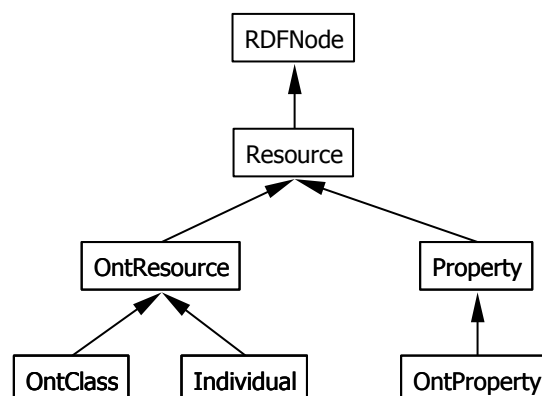 RDFNode
Resource
OntResource
Property
OntClass
Individual
OntProperty